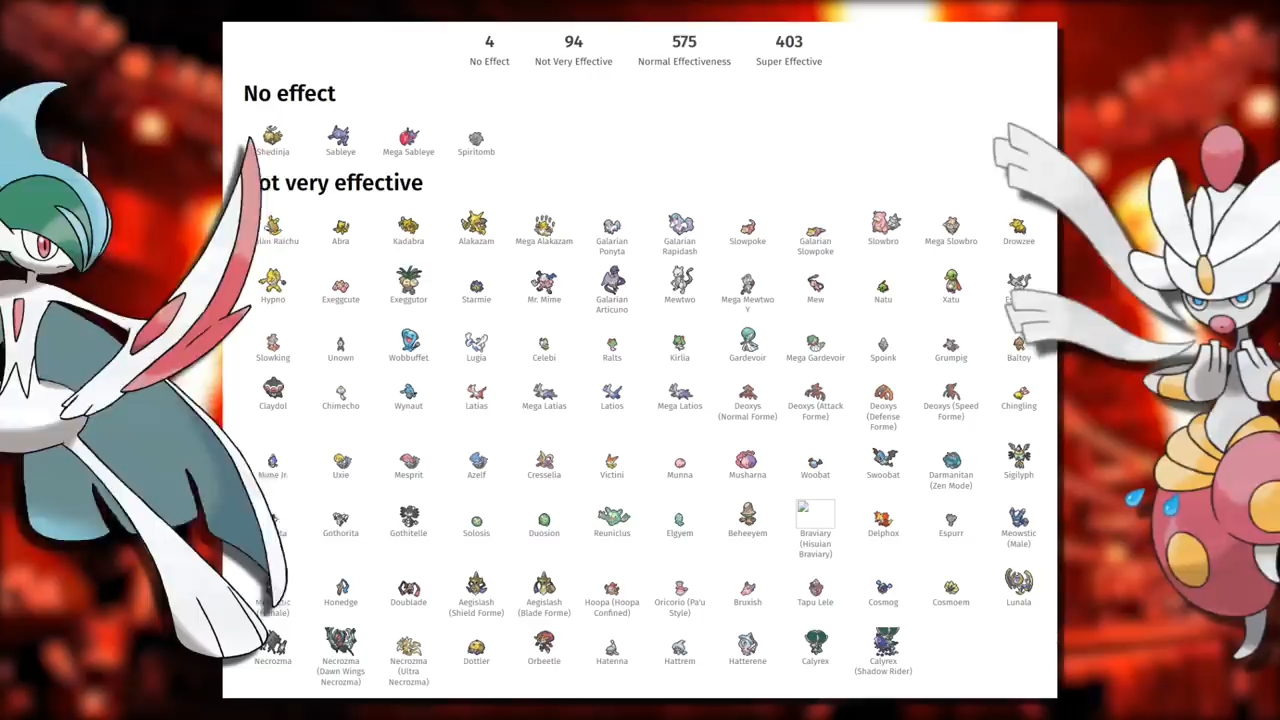 4 94 575 403
No Effect Not Very Effective Normal Effectiveness Super Effective
No effect
Shedinja Sableye Mega Sableye Spiritomb
very effective
Raichu Abra Kadabra Alakazam Mega Alakazam Galarian Galarian Slowpoke Galarian Slowbro Mega Slowbro Drowzee
Ponyta Rapidash Slowpoke
Hypno Exeggcute Exeggutor Starmie Mr. Mime Galarian Mewtwo Mega Mewtwo Mew Natu Xatu
Articuno Y
Slowking Unown Wobbuffet Lugia Celebi Ralts Kirlia Gardevoir Mega Gardevoir Spoink Grumpig Baltoy
Claydol Chimecho Wynaut Latias Mega Latias Latios Mega Latios Deoxys Deoxys (Attack Deoxys Deoxys (Speed Chingling
(Normal Forme) Forme) (Defense Forme)
Forme)
Mime Jr. Uxie Mesprit Azelf Cresselia Victini Munna Musharna Woobat Swoobat Darmanitan Sigilyph
(Zen Mode)
Gothorita Gothitelle Solosis Duosion Reuniclus Elgyem Beheeyem Braviary Delphox Espurr Meowstic
(Hisuian (Male)
Braviary)
Honedge Doublade Aegislash Aegislash Hoopa (Hoopa Oricorio (Pa'u Bruxish Tapu Lele Cosmog Cosmoem Lunala
(Shield Forme) (Blade Forme) Confined) Style)
Necrozma Necrozma Necrozma Dottler Orbeetle Hatenna Hattrem Hatterene Calyrex Calyrex
(Dawn Wings (Ultra (Shadow Rider)
Necrozma) Necrozma)